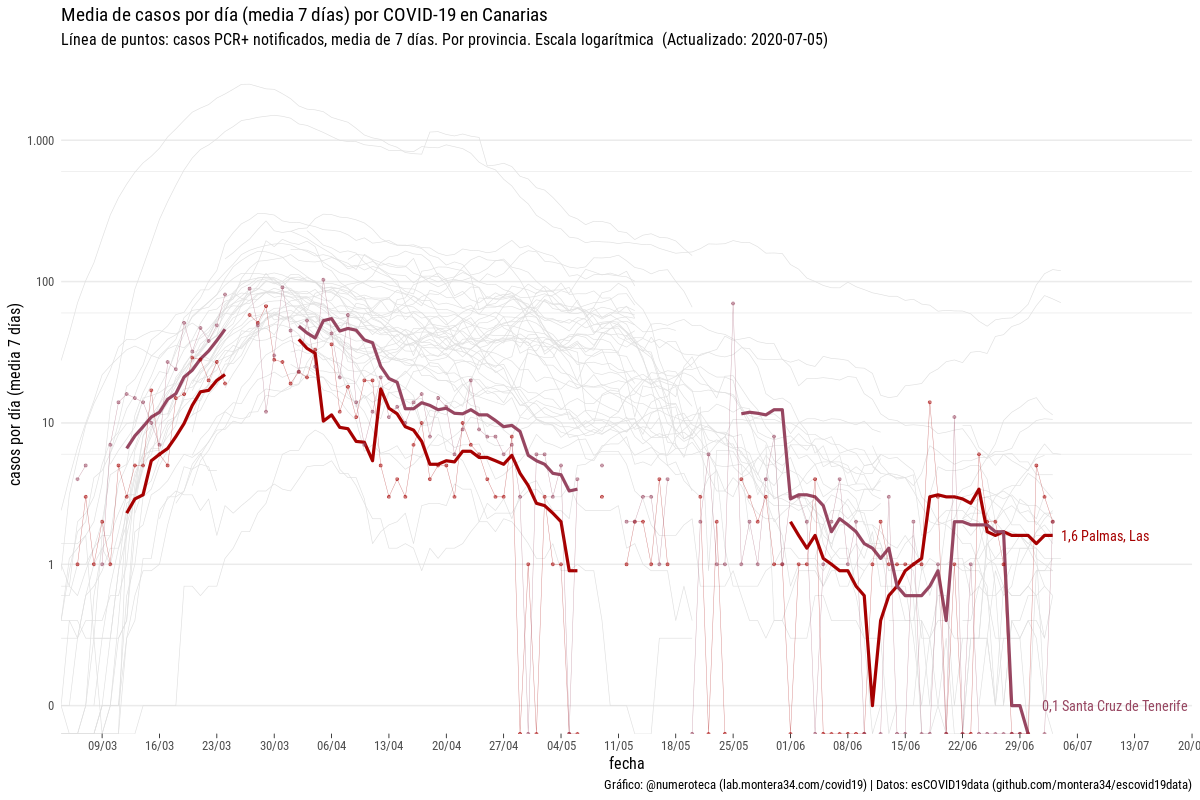 Media de casos por día (media 7 días) por COVID-19 en Canarias
Línea de puntos: casos PCR+ notificados, media de 7 días. Por provincia. Escala logarítmica (Actualizado: 2020-07-05)
casos por día (media 7 días)
1.000
100
10
1
0
1,6 Palmas, Las
0,1 Santa Cruz de Tenerife
09/03 16/03 23/03 30/03 06/04 13/04 20/04 27/04 04/05 11/05 18/05 25/05 01/06 08/06 15/06 22/06 29/06 06/07 13/07 20/0
fecha
Gráfico: @numeroteca (lab.montera34.com/covid19) | Datos: esCOVID19data (github.com/montera34/escovid19data)